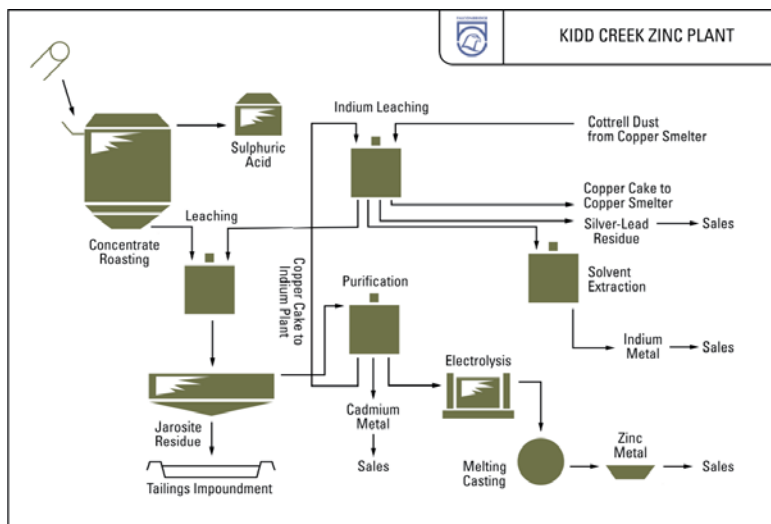 KIDD CREEK ZINC PLANT
Indium Leaching
Cottrell Dust
from Copper Smelter
Sulphuric
Acid
Copper Cake to
Copper Smelter
Leaching
Silver-Lead
Residue
Sales
Concentrate
Roasting
Copper Cake to
Indium Plant
Purification
Solvent
Extraction
Indium
Metal
Sales
Electrolysis
Cadmium
Metal
Jarosite
Residue
Zinc
Metal
Sales
Melting
Casting
Sales
Tailings Impoundment